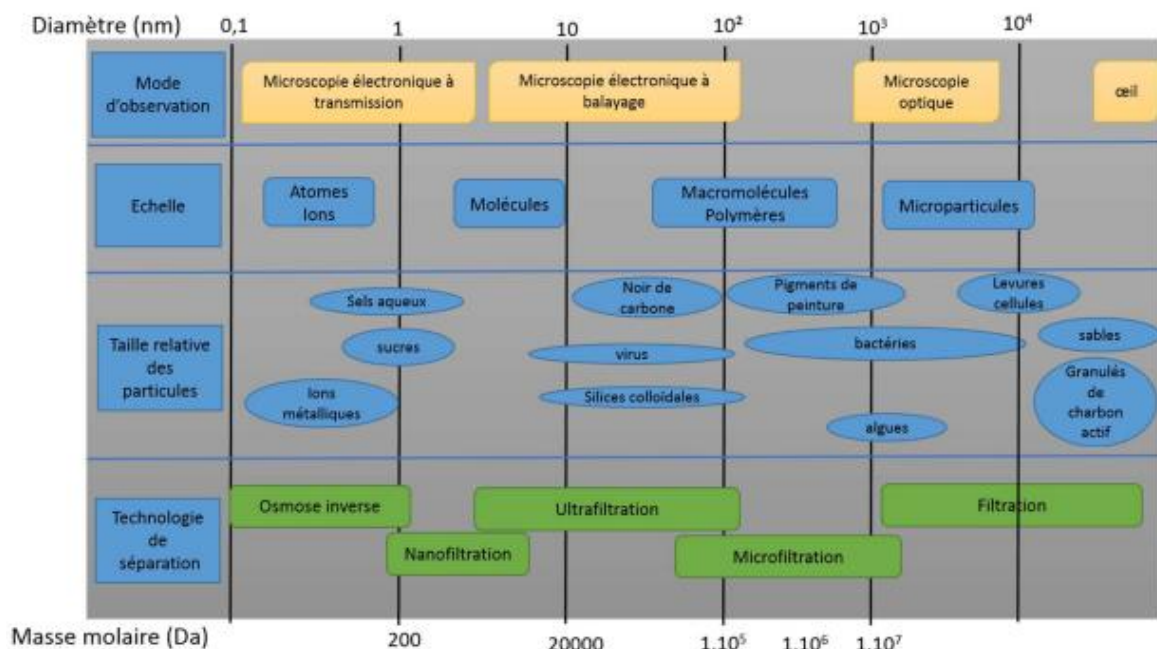 Diamètre (nm) 0,1 1 10 10² 10³ 10⁴
Mode
d'observation
Microscopie électronique à
transmission
Microscopie électronique à
balayage
Microscopie
optique
œil
Echelle
Atomes
Ions
Molécules
Macromolécules
Polymères
Microparticules
Taille relative
des
particules
Sels aqueux
Noir de
carbone
Pigments de
peinture
Levures
cellules
sucres
virus
bactéries
sables
Ions
métalliques
Silices colloïdales
algues
Granulés
de
charbon
actif
Technologie
de
séparation
Osmose inverse
Ultrafiltration
Filtration
Nanofiltration
Microfiltration
Masse molaire (Da) 200 20000 1.10⁵ 1.10⁶ 1.10⁷